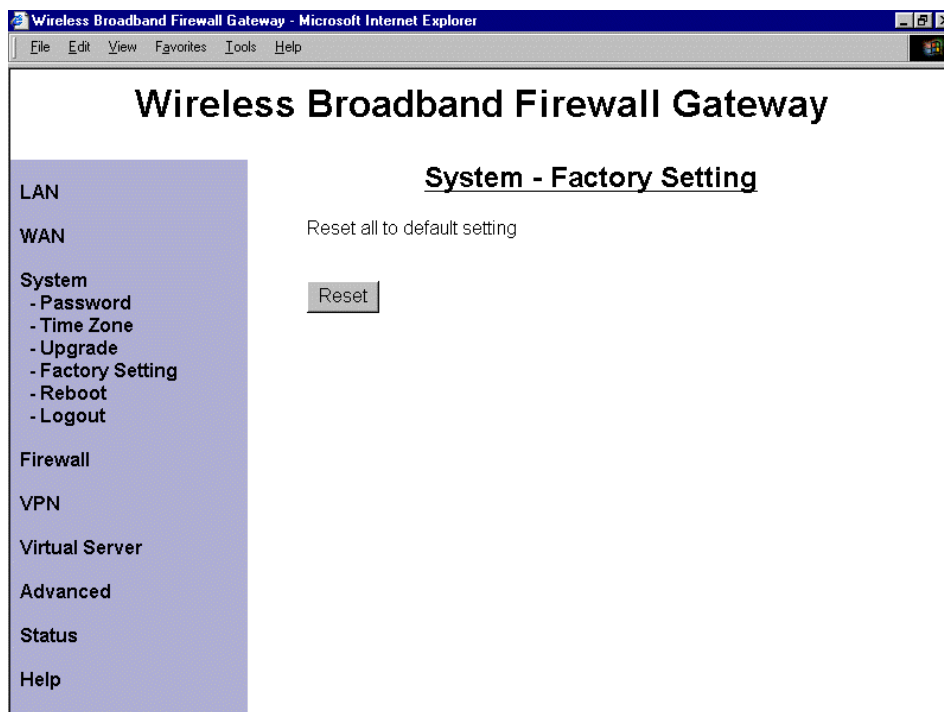 Wireless Broadband Firewall Gateway - Microsoft Internet Explorer
File Edit View Favorites Tools Help
Wireless Broadband Firewall Gateway
LAN
WAN
System
- Password
- Time Zone
- Upgrade
- Factory Setting
- Reboot
- Logout
Firewall
VPN
Virtual Server
Advanced
Status
Help
System - Factory Setting
Reset all to default setting
Reset